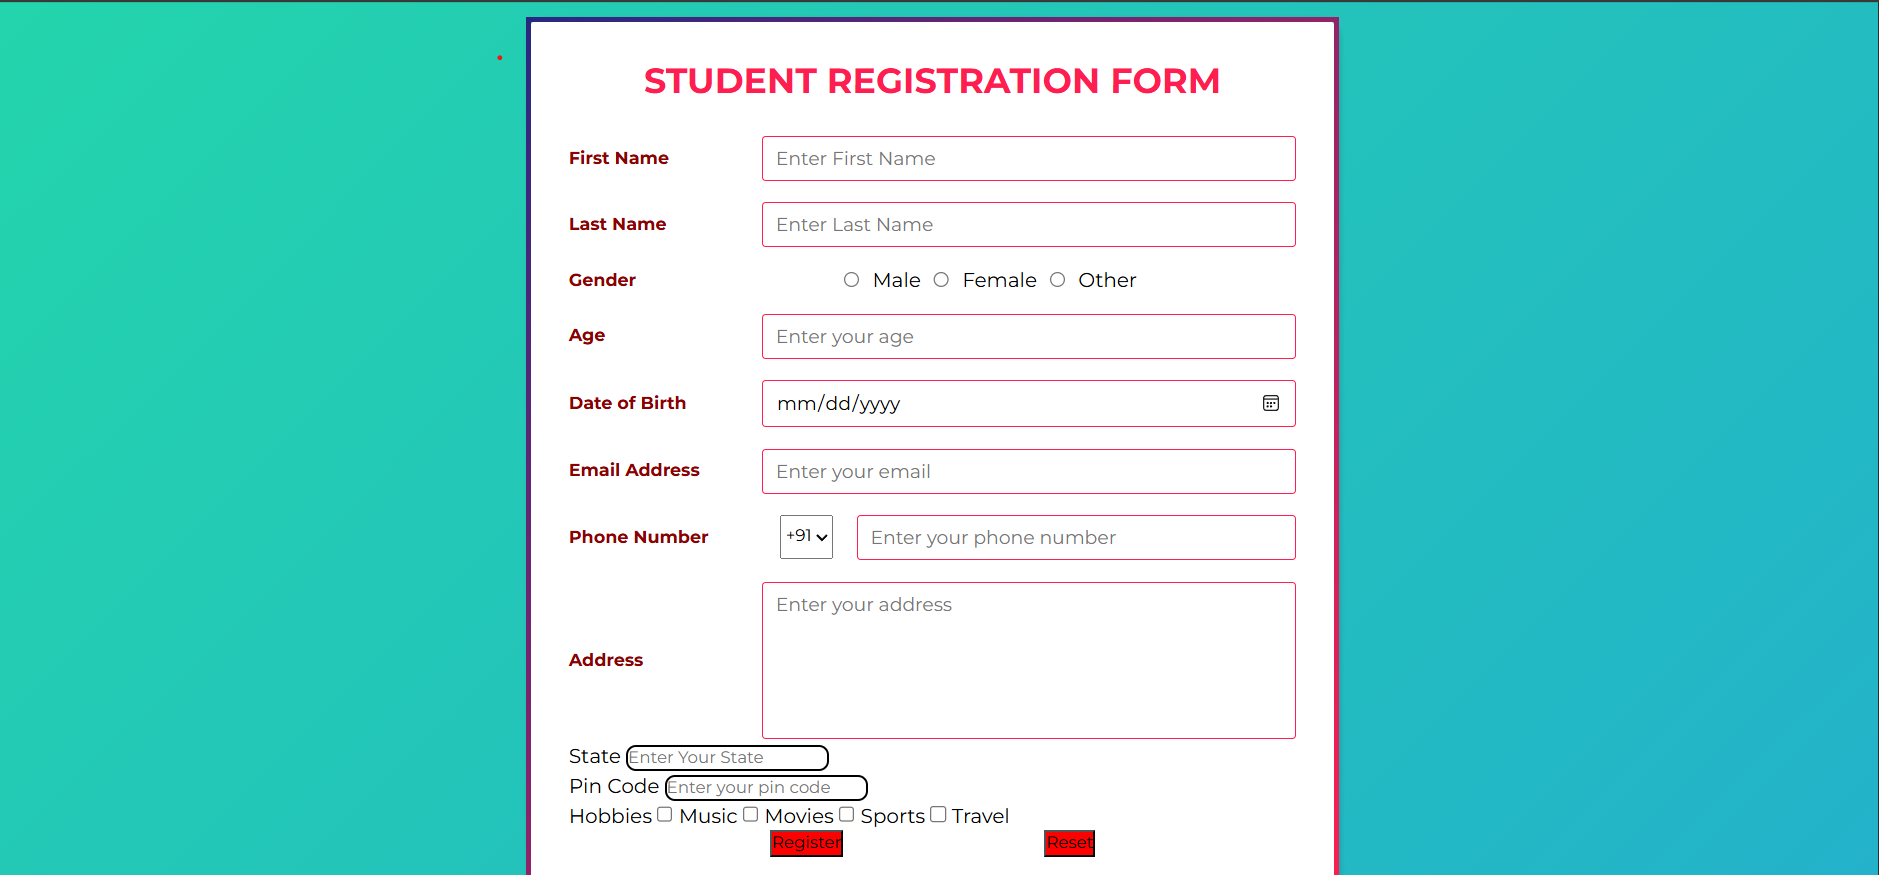 STUDENT REGISTRATION FORM
First Name Enter First Name
Last Name Enter Last Name
Gender Male Female Other
Age Enter your age
Date of Birth mm/dd/yyyy
Email Address Enter your email
Phone Number +91 Enter your phone number
Enter your address
Address
State Enter Your State
Pin Code Enter your pin code
Hobbies Music Movies Sports Travel
Register Reset